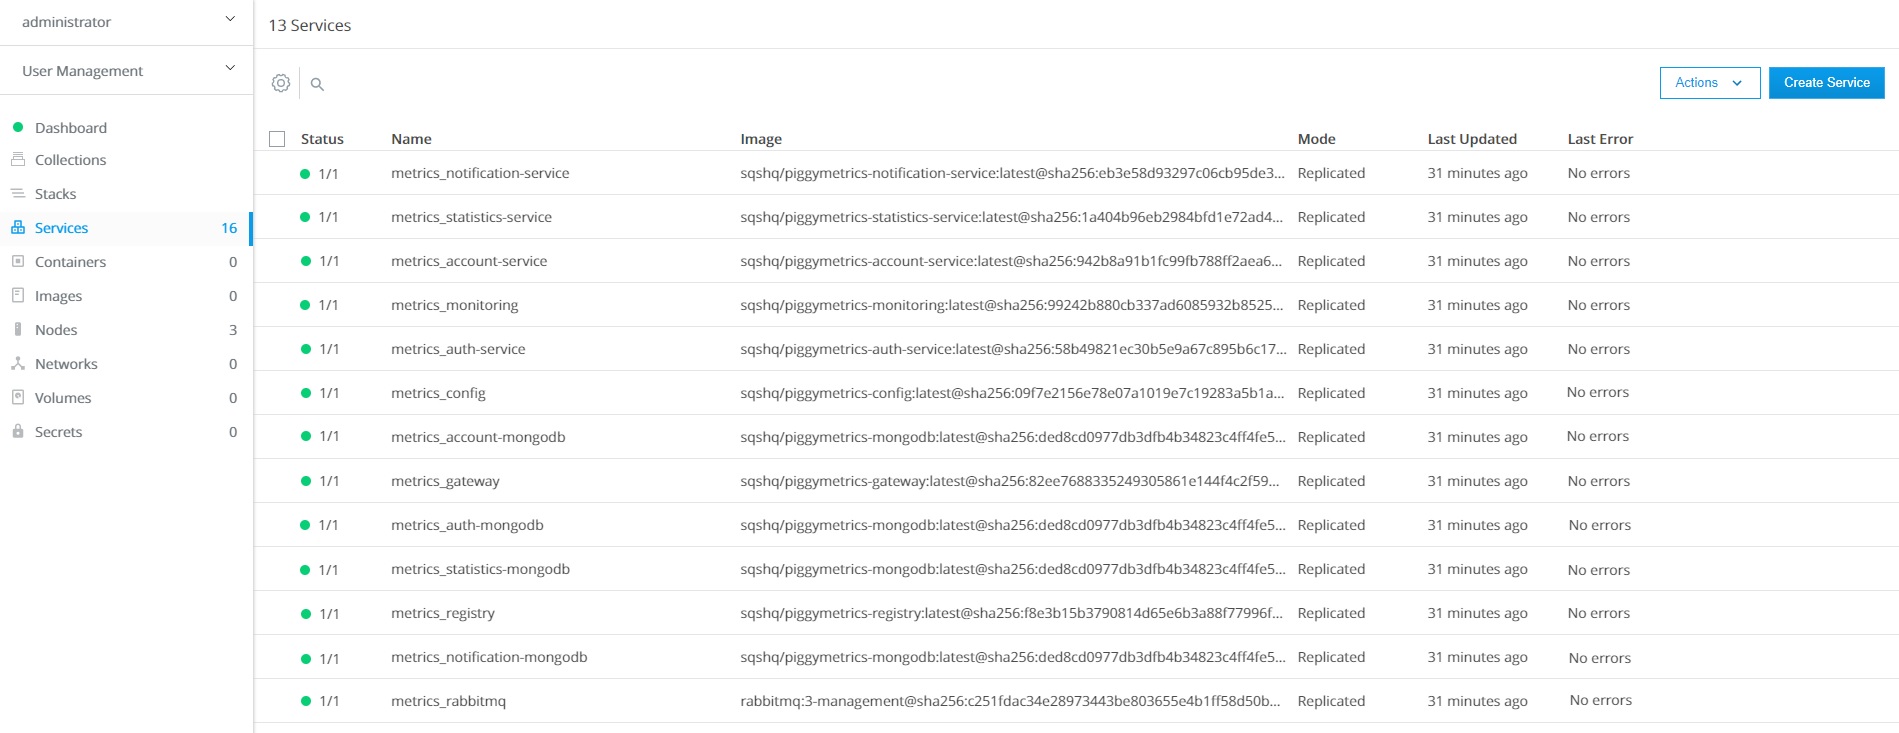 administrator
User Management
Dashboard
Collections
Stacks
Services 16
Containers 0
Images 0
Nodes 3
Networks 0
Volumes 0
Secrets 0
13 Services
Actions Create Service
Status Name Image Mode Last Updated Last Error
1/1 metrics_notification-service sqshq/piggymetrics-notification-service:latest@sha256:eb3e58d93297c06cb95de3... Replicated 31 minutes ago No errors
1/1 metrics_statistics-service sqshq/piggymetrics-statistics-service:latest@sha256:1a404b96eb2984bfd1e72ad4... Replicated 31 minutes ago No errors
1/1 metrics_account-service sqshq/piggymetrics-account-service:latest@sha256:942b8a91b1fc99fb788ff2aea6... Replicated 31 minutes ago No errors
1/1 metrics_monitoring sqshq/piggymetrics-monitoring:latest@sha256:99242b880cb337ad6085932b8525... Replicated 31 minutes ago No errors
1/1 metrics_auth-service sqshq/piggymetrics-auth-service:latest@sha256:58b49821ec30b5e9a67c895b6c17... Replicated 31 minutes ago No errors
1/1 metrics_config sqshq/piggymetrics-config:latest@sha256:09f7e2156e78e07a1019e7c19283a5b1a... Replicated 31 minutes ago No errors
1/1 metrics_account-mongodb sqshq/piggymetrics-mongodb:latest@sha256:ded8cd0977db3dfb4b34823c4ff4fe5... Replicated 31 minutes ago No errors
1/1 metrics_gateway sqshq/piggymetrics-gateway:latest@sha256:82ee7688335249305861e144f4c2f59... Replicated 31 minutes ago No errors
1/1 metrics_auth-mongodb sqshq/piggymetrics-mongodb:latest@sha256:ded8cd0977db3dfb4b34823c4ff4fe5... Replicated 31 minutes ago No errors
1/1 metrics_statistics-mongodb sqshq/piggymetrics-mongodb:latest@sha256:ded8cd0977db3dfb4b34823c4ff4fe5... Replicated 31 minutes ago No errors
1/1 metrics_registry sqshq/piggymetrics-registry:latest@sha256:f8e3b15b3790814d65e6b3a88f77996f... Replicated 31 minutes ago No errors
1/1 metrics_notification-mongodb sqshq/piggymetrics-mongodb:latest@sha256:ded8cd0977db3dfb4b34823c4ff4fe5... Replicated 31 minutes ago No errors
1/1 metrics_rabbitmq rabbitmq:3-management@sha256:c251fdac34e28973443be803655e4b1ff58d50b... Replicated 31 minutes ago No errors